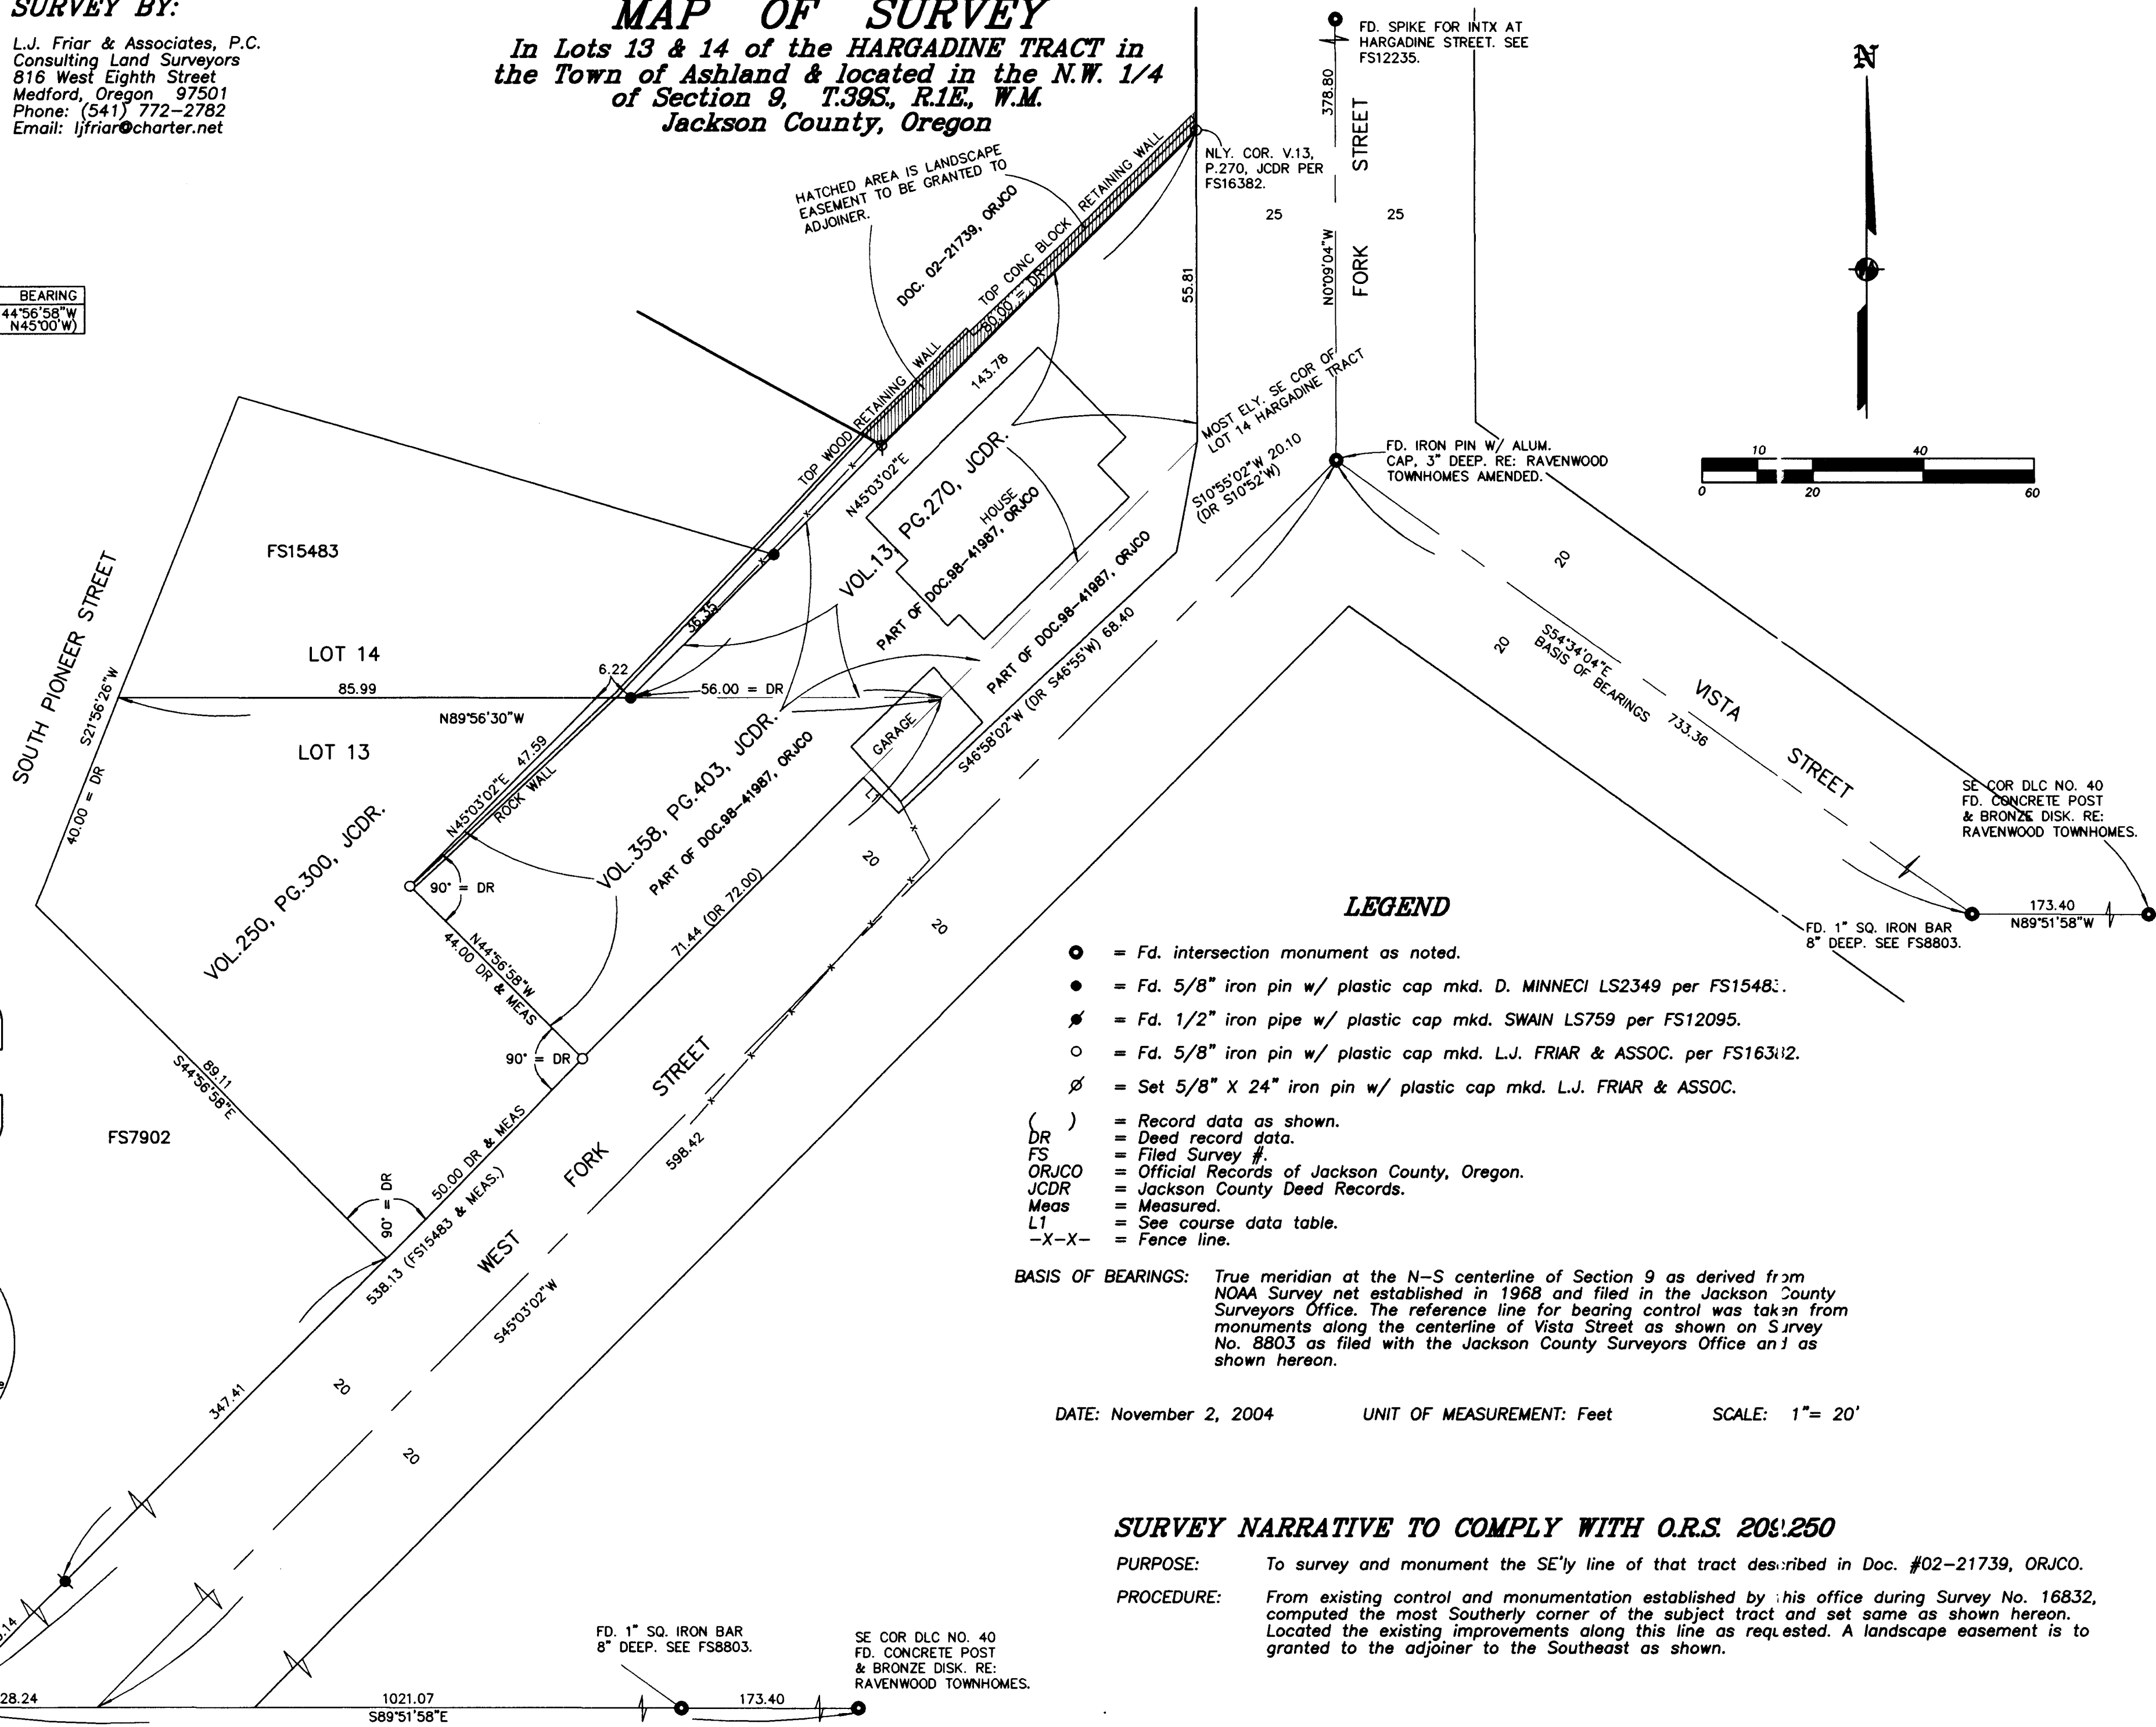 SURVEY BY:
L.J. Friar & Associates, P.C.
Consulting Land Surveyors
816 West Eighth Street
Medford, Oregon 97501
Phone: (541) 772-2782
Email: ljfriar@charter.net
MAP OF SURVEY
In Lots 13 & 14 of the HARGADINE TRACT in
the Town of Ashland & located in the N.W. 1/4
of Section 9, T.39S., R.1E., W.M.
Jackson County, Oregon
FD. SPIKE FOR INTX AT
HARGADINE STREET. SEE
FS12235.
N
378.80
STREET
FORK
N0°09'04"W
25
25
NLY. COR. V.13,
P.270, JCDR PER
FS16382.
55.81
HATCHED AREA IS LANDSCAPE
EASEMENT TO BE GRANTED TO
ADJOINER.
DOC. 02-21739, ORJCO
TOP CONC BLOCK RETAINING WALL
80.00 = DR
TOP WOOD RETAINING WALL
143.78
BEARING
44°56'58"W
N45°00'W)
MOST ELY. SE COR OF
LOT 14 HARGADINE TRACT
S10°55'02"W 20.10
(DR S10°52'W)
FD. IRON PIN W/ ALUM.
CAP, 3" DEEP. RE: RAVENWOOD
TOWNHOMES AMENDED.
10
40
0
20
60
N45°03'02"E
VOL.13, PG.270, JCDR.
HOUSE
PART OF DOC.98-41987, ORJCO
PART OF DOC.98-41987, ORJCO
S46°58'02"W (DR S46°55'W) 68.40
SOUTH PIONEER STREET
FS15483
36.35
LOT 14
6.22
85.99
56.00 = DR
S21°56'26"W
N89°56'30"W
LOT 13
40.00 = DR
GARAGE
20
20
S54°34'04"E
BASIS OF BEARINGS 733.36
VISTA
STREET
N45°03'02"E 47.59
ROCK WALL
VOL.358, PG.403, JCDR.
PART OF DOC.98-41987, ORJCO
L1
VOL.250, PG.300, JCDR.
90° = DR
71.44 (DR 72.00)
20
20
N44°56'58"W
44.00 DR & MEAS
90° = DR
SE COR DLC NO. 40
FD. CONCRETE POST
& BRONZE DISK. RE:
RAVENWOOD TOWNHOMES.
173.40
N89°51'58"W
FD. 1" SQ. IRON BAR
8" DEEP. SEE FS8803.
89.11
S44°56'58"E
FS7902
90° = DR
50.00 DR & MEAS
538.13 (FS15483 & MEAS.)
WEST
FORK
STREET
598.42
S45°03'02"W
347.41
20
20
LEGEND
= Fd. intersection monument as noted.
= Fd. 5/8" iron pin w/ plastic cap mkd. D. MINNECI LS2349 per FS15483.
= Fd. 1/2" iron pipe w/ plastic cap mkd. SWAIN LS759 per FS12095.
= Fd. 5/8" iron pin w/ plastic cap mkd. L.J. FRIAR & ASSOC. per FS16382.
= Set 5/8" X 24" iron pin w/ plastic cap mkd. L.J. FRIAR & ASSOC.
( ) = Record data as shown.
DR = Deed record data.
FS = Filed Survey #.
ORJCO = Official Records of Jackson County, Oregon.
JCDR = Jackson County Deed Records.
Meas = Measured.
L1 = See course data table.
-X-X- = Fence line.
BASIS OF BEARINGS: True meridian at the N-S centerline of Section 9 as derived from
NOAA Survey net established in 1968 and filed in the Jackson County
Surveyors Office. The reference line for bearing control was taken from
monuments along the centerline of Vista Street as shown on Survey
No. 8803 as filed with the Jackson County Surveyors Office and as
shown hereon.
DATE: November 2, 2004 UNIT OF MEASUREMENT: Feet SCALE: 1"= 20'
SURVEY NARRATIVE TO COMPLY WITH O.R.S. 209.250
PURPOSE: To survey and monument the SE'ly line of that tract described in Doc. #02-21739, ORJCO.
PROCEDURE: From existing control and monumentation established by this office during Survey No. 16832,
computed the most Southerly corner of the subject tract and set same as shown hereon.
Located the existing improvements along this line as requested. A landscape easement is to
granted to the adjoiner to the Southeast as shown.
FD. 1" SQ. IRON BAR
8" DEEP. SEE FS8803.
SE COR DLC NO. 40
FD. CONCRETE POST
& BRONZE DISK. RE:
RAVENWOOD TOWNHOMES.
.14
28.24
1021.07
S89°51'58"E
173.40